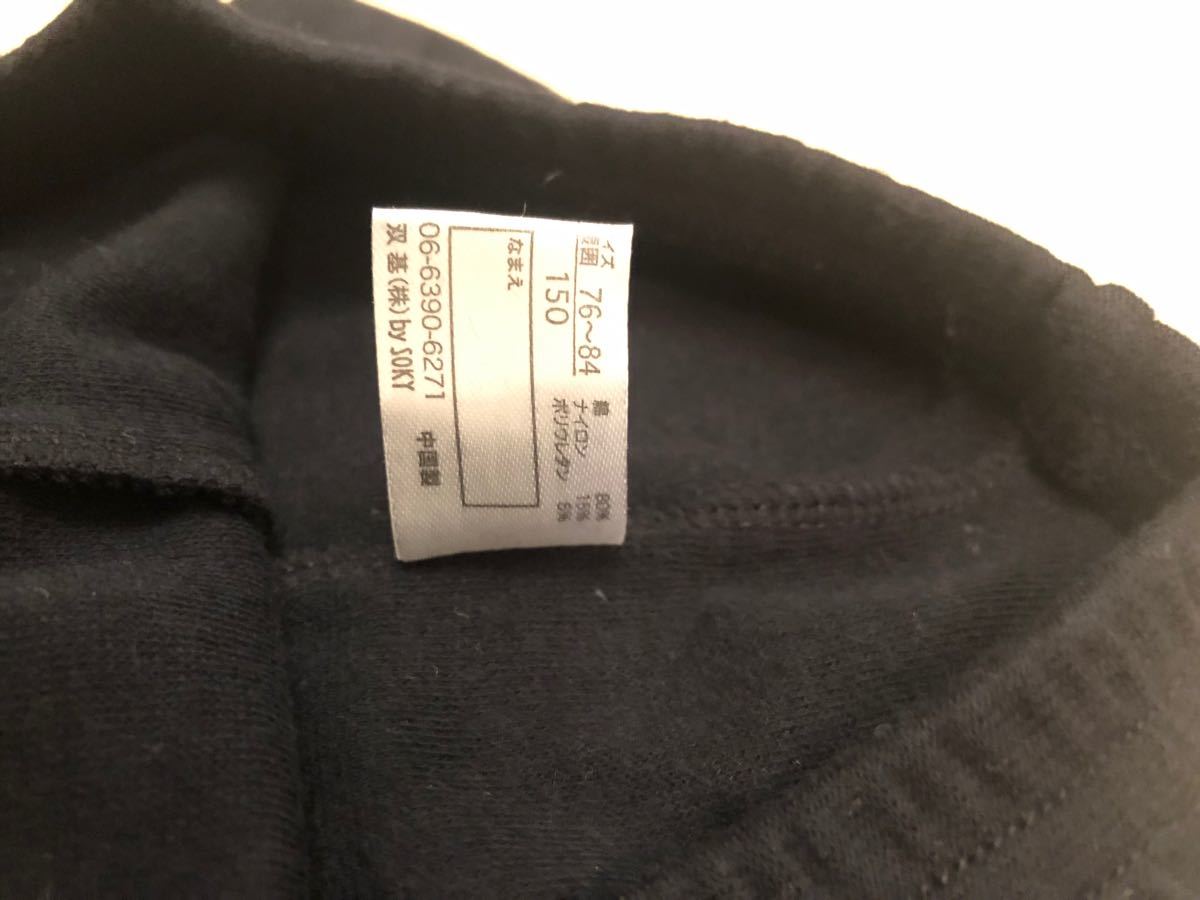 イズ
囲 76～84
150
綿 80%
ナイロン 15%
ポリウレタン 5%
なまえ
06-6390-6271
双基(株)by SOKY 中国製